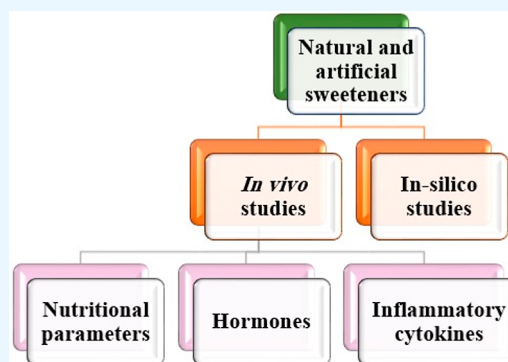 Natural and
artificial
sweeteners
In vivo
studies
In-silico
studies
Nutritional
parameters
Hormones
Inflammatory
cytokines